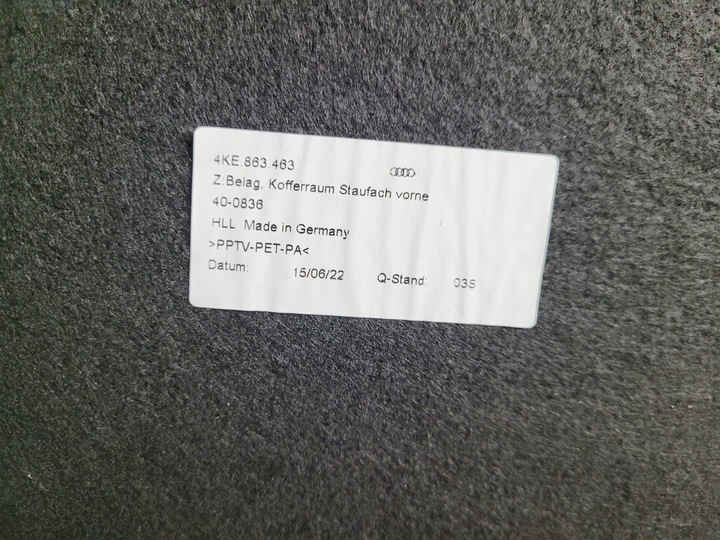 4KE.863.463
Z.Belag, Kofferraum Staufach vorne
40-0836
HLL Made in Germany
>PPTV-PET-PA<
Datum: 15/06/22 Q-Stand: 03S